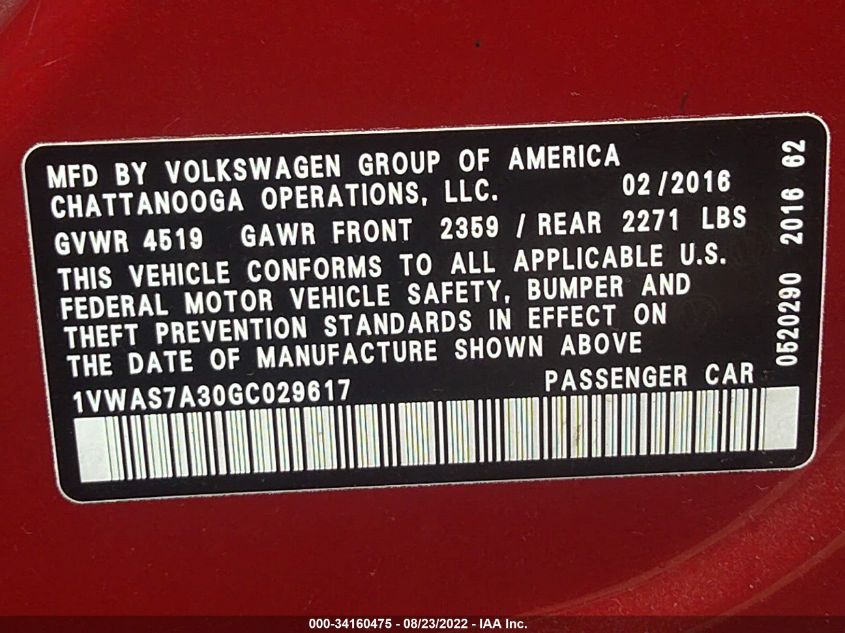 MFD BY VOLKSWAGEN GROUP OF AMERICA
CHATTANOOGA OPERATIONS, LLC. 02/2016
GVWR 4519 GAWR FRONT 2359 / REAR 2271 LBS
THIS VEHICLE CONFORMS TO ALL APPLICABLE U.S.
FEDERAL MOTOR VEHICLE SAFETY, BUMPER AND
THEFT PREVENTION STANDARDS IN EFFECT ON
THE DATE OF MANUFACTURE SHOWN ABOVE
1VWAS7A30GC029617 PASSENGER CAR
0520290 2016 62
000-34160475 - 08/23/2022 - IAA Inc.